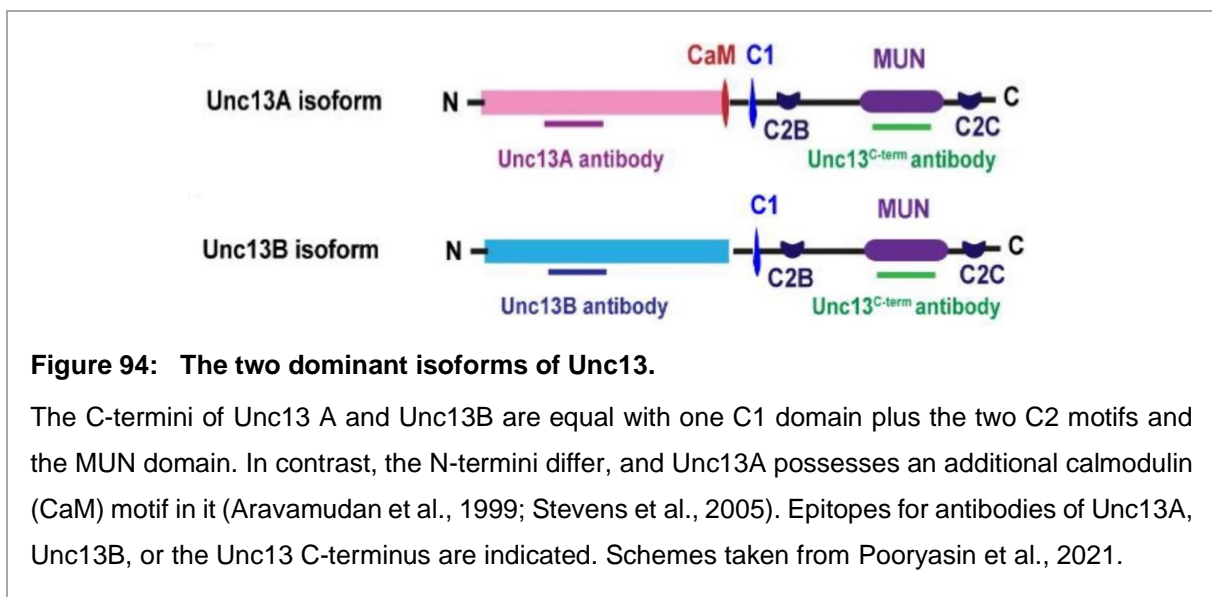 CaM C1 MUN
Unc13A isoform N C
C2B C2C
Unc13A antibody Unc13C-term antibody
C1 MUN
Unc13B isoform N C
C2B C2C
Unc13B antibody Unc13C-term antibody
Figure 94: The two dominant isoforms of Unc13.
The C-termini of Unc13 A and Unc13B are equal with one C1 domain plus the two C2 motifs and
the MUN domain. In contrast, the N-termini differ, and Unc13A possesses an additional calmodulin
(CaM) motif in it (Aravamudan et al., 1999; Stevens et al., 2005). Epitopes for antibodies of Unc13A,
Unc13B, or the Unc13 C-terminus are indicated. Schemes taken from Pooryasin et al., 2021.